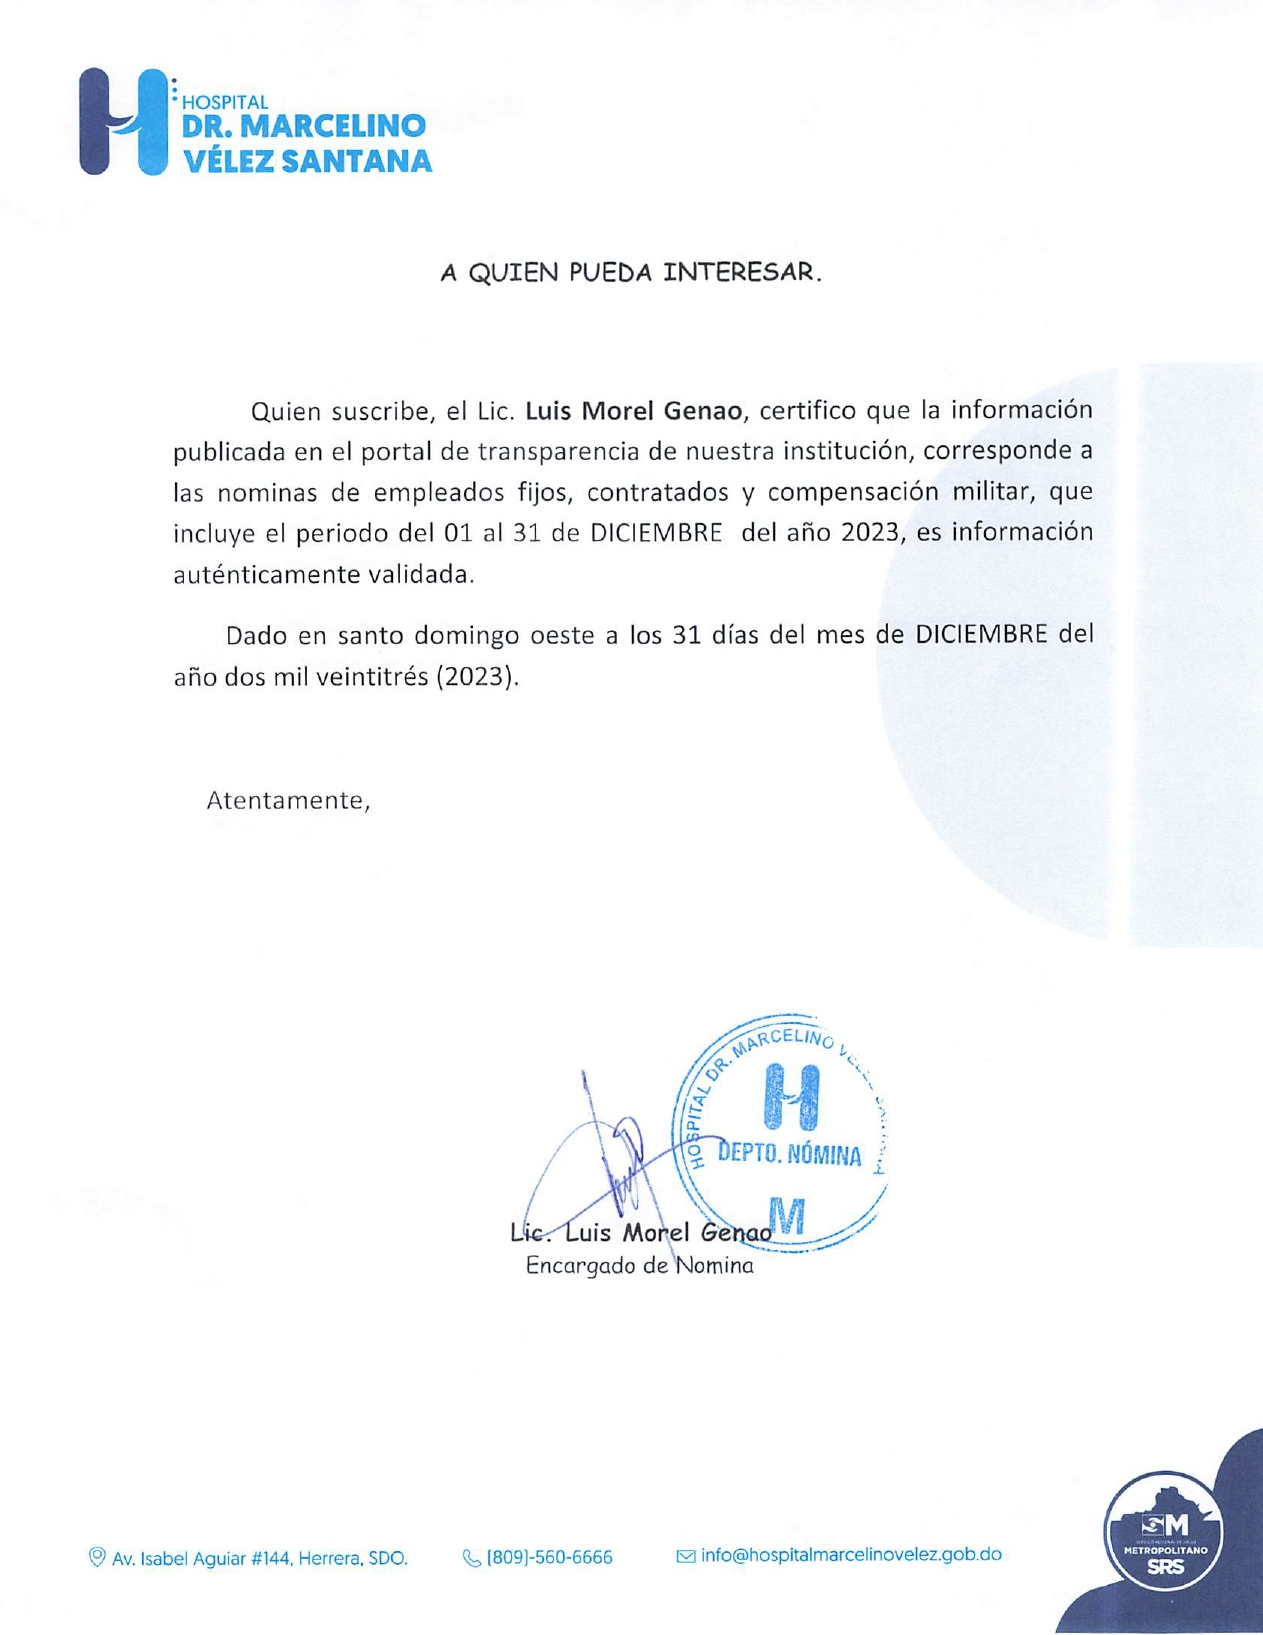 HOSPITAL
DR. MARCELINO
VÉLEZ SANTANA
A QUIEN PUEDA INTERESAR.
Quien suscribe, el Lic. Luis Morel Genao, certifico que la información
publicada en el portal de transparencia de nuestra institución, corresponde a
las nominas de empleados fijos, contratados y compensación militar, que
incluye el periodo del 01 al 31 de DICIEMBRE del año 2023, es información
auténticamente validada.
Dado en santo domingo oeste a los 31 días del mes de DICIEMBRE del
año dos mil veintitrés (2023).
Atentamente,
HOSPITAL DR. MARCELINO
DEPTO. NÓMINA
M
Lic. Luis Morel Genao
Encargado de Nomina
Av. Isabel Aguiar #144, Herrera, SDO.
(809)-560-6666
info@hospitalmarcelinovelez.gob.do
M
METROPOLITANO
SRS